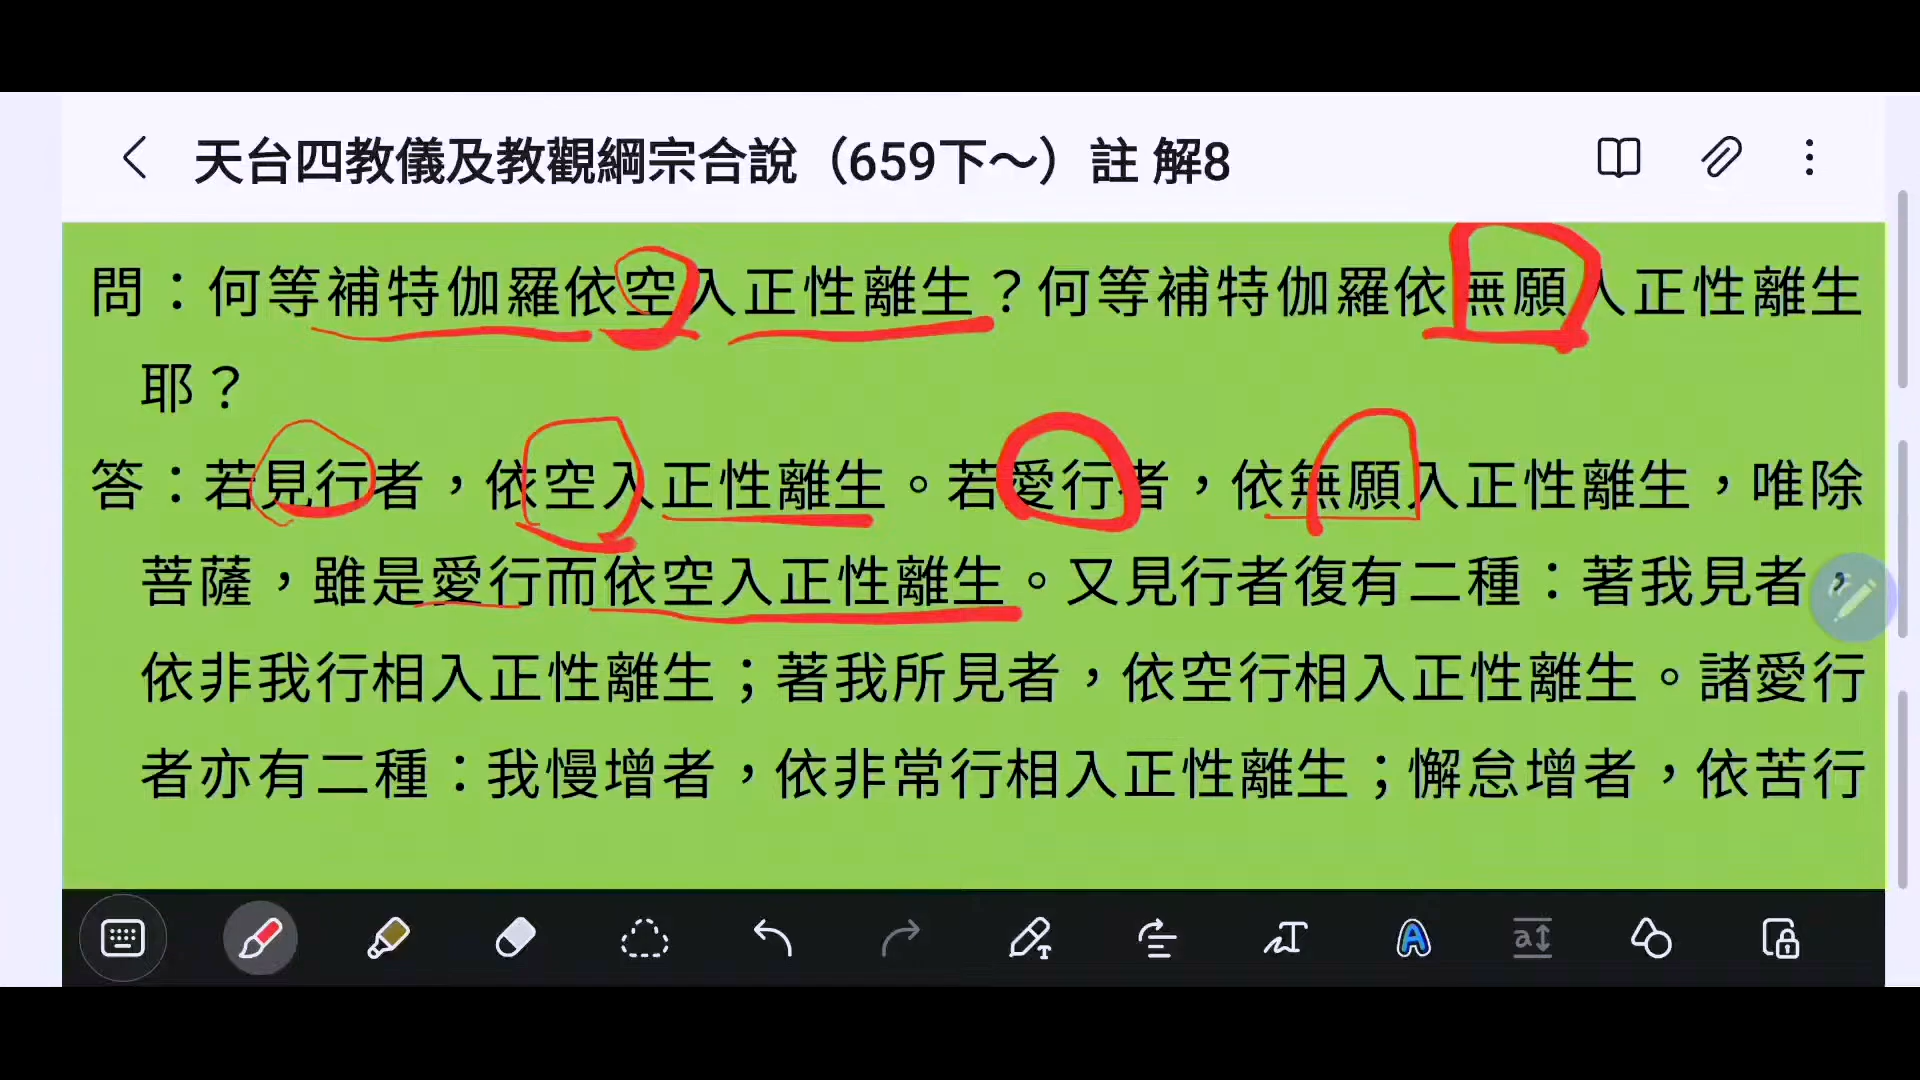 天台四教儀及教觀綱宗合說（659下～）註 解8
問：何等補特伽羅依空入正性離生？何等補特伽羅依無願入正性離生
耶？
答：若見行者，依空入正性離生。若愛行者，依無願入正性離生，唯除
菩薩，雖是愛行而依空入正性離生。又見行者復有二種：著我見者，
依非我行相入正性離生；著我所見者，依空行相入正性離生。諸愛行
者亦有二種：我慢增者，依非常行相入正性離生；懈怠增者，依苦行